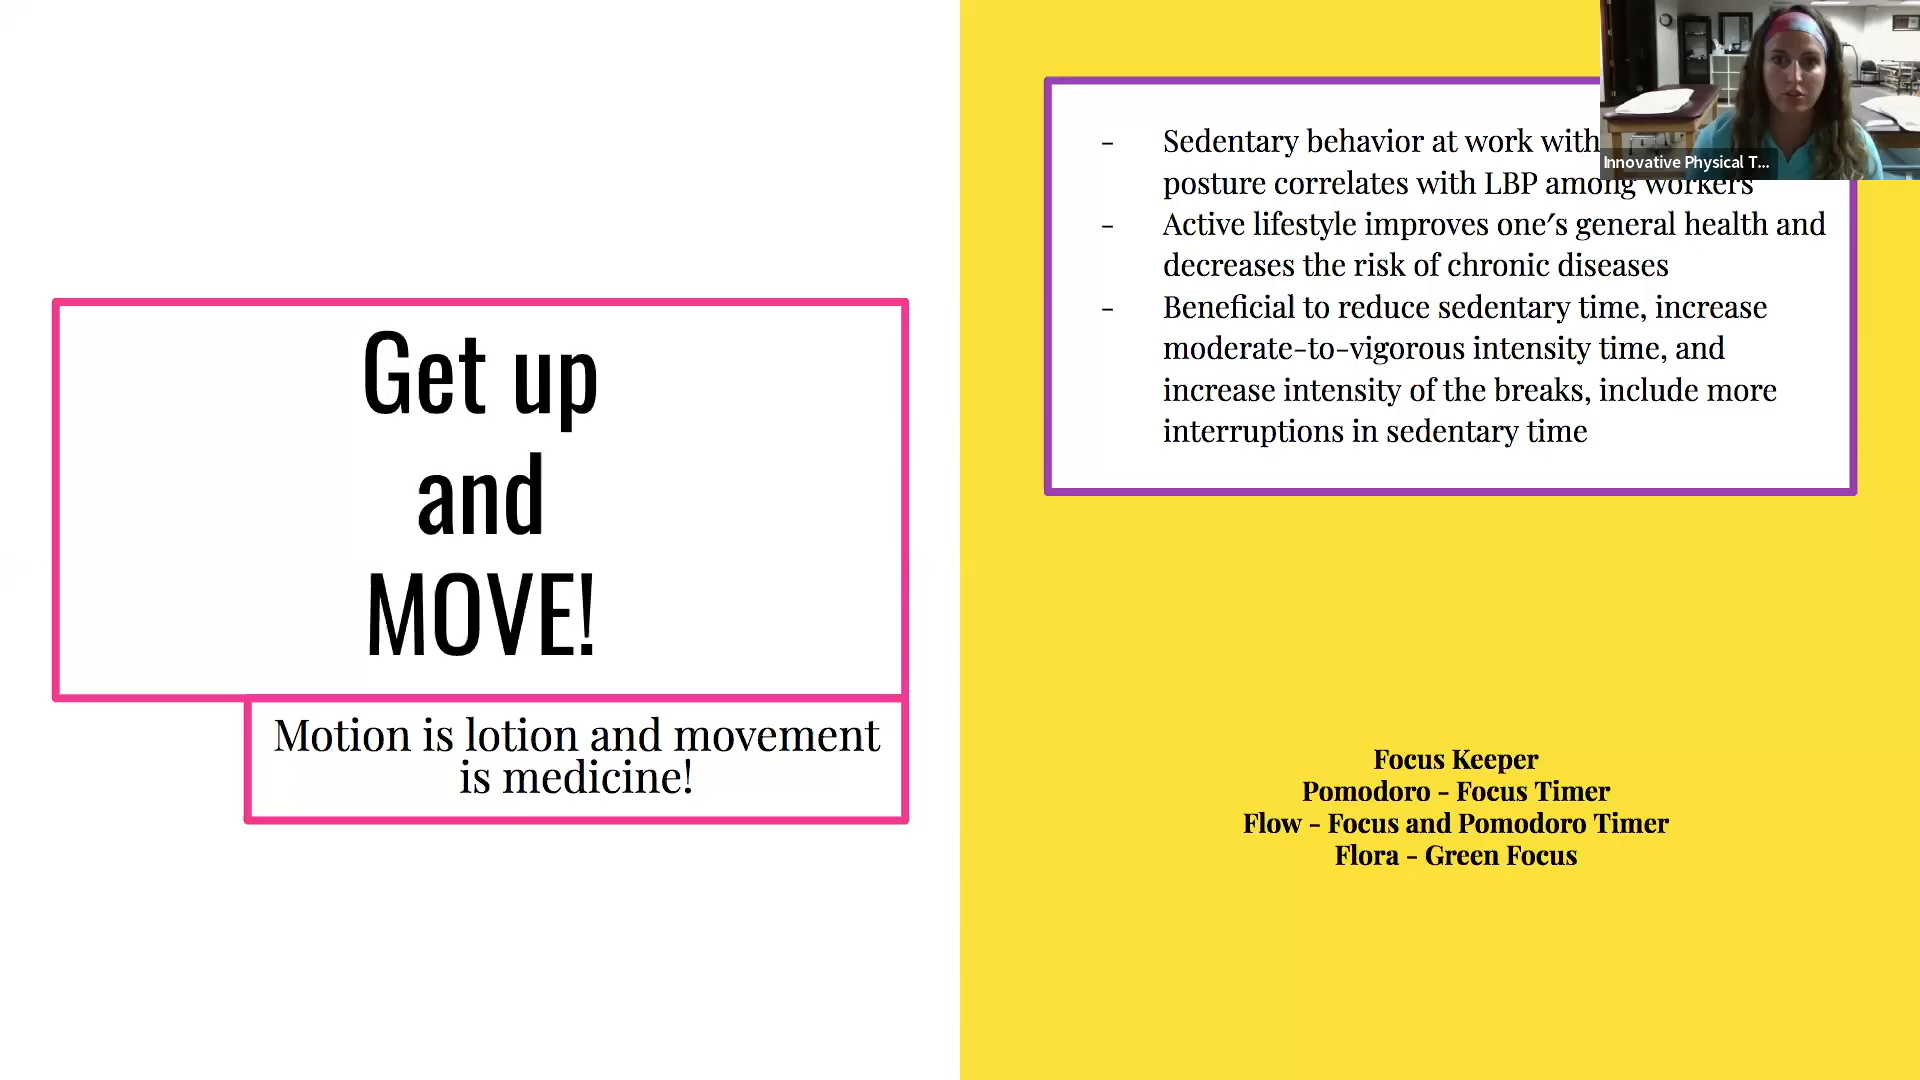 Get up
and
MOVE!
Motion is lotion and movement
is medicine!
- Sedentary behavior at work with
posture correlates with LBP among workers
- Active lifestyle improves one′s general health and
decreases the risk of chronic diseases
- Beneficial to reduce sedentary time, increase
moderate-to-vigorous intensity time, and
increase intensity of the breaks, include more
interruptions in sedentary time
Innovative Physical T...
Focus Keeper
Pomodoro - Focus Timer
Flow - Focus and Pomodoro Timer
Flora - Green Focus